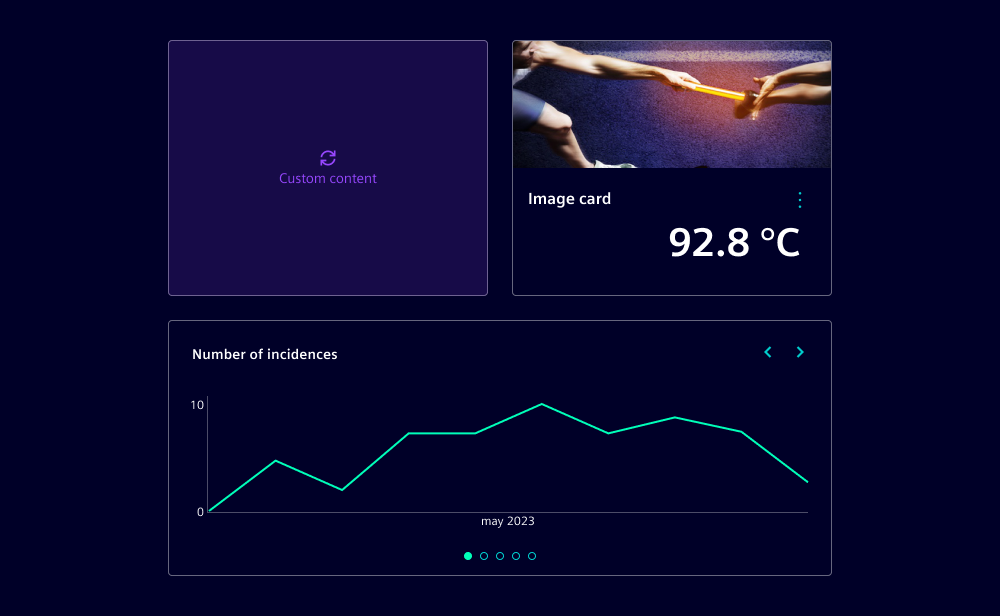 Custom content
Image card
92.8 °C
Number of incidences
10
0
may 2023